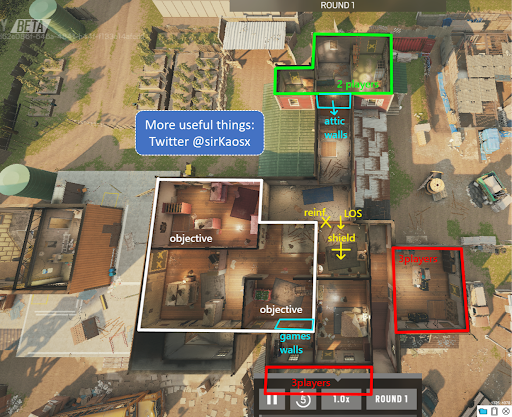 ROUND 1
BETA
2 players
attic
walls
More useful things:
Twitter @sirKaosx
reinf.
LOS
shield
objective
players
objective
games
walls
3players
5
1.0x
ROUND 1